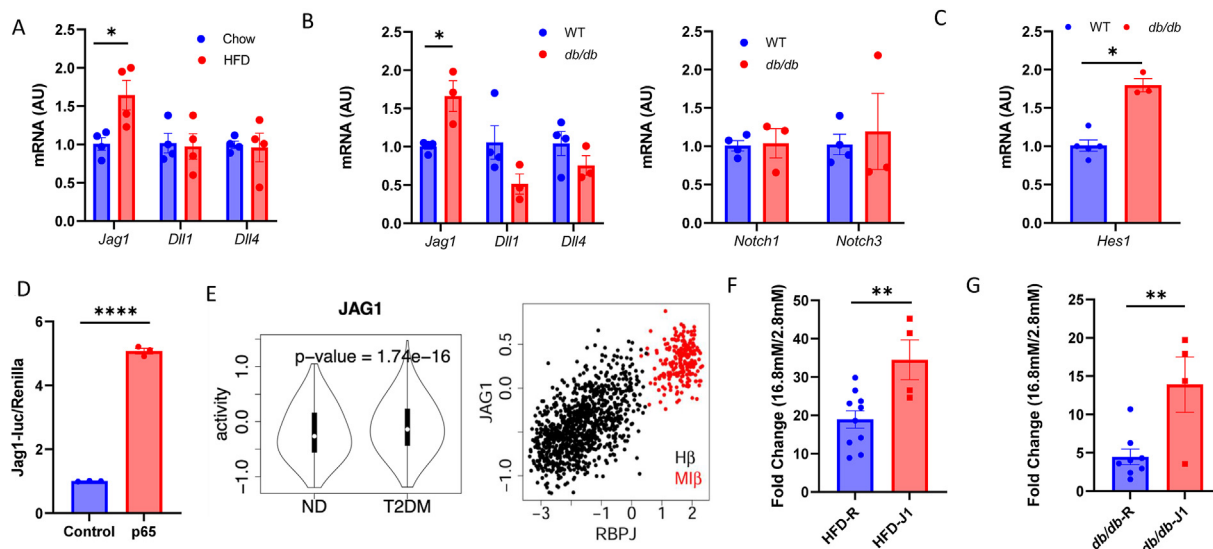 A
mRNA (AU)
2.5
2.0
1.5
1.0
0.5
0.0
*
Chow
HFD
Jag1 Dll1 Dll4
B
mRNA (AU)
2.5
2.0
1.5
1.0
0.5
0.0
*
WT
db/db
Jag1 Dll1 Dll4
mRNA (AU)
2.5
2.0
1.5
1.0
0.5
0.0
WT
db/db
Notch1 Notch3
C
WT db/db
mRNA (AU)
2.5
2.0
1.5
1.0
0.5
0.0
*
Hes1
D
Jag1-luc/Renilla
6
4
2
0
****
Control p65
E
JAG1
p-value = 1.74e-16
activity
1.0
0.0
-1.0
ND T2DM
JAG1
0.5
0.0
-1.0
Hβ
MIβ
-3 -2 -1 0 1 2
RBPJ
F
Fold Change (16.8mM/2.8mM)
50
40
30
20
10
0
**
HFD-R HFD-J1
G
Fold Change (16.8mM/2.8mM)
25
20
15
10
5
0
**
db/db-R db/db-J1